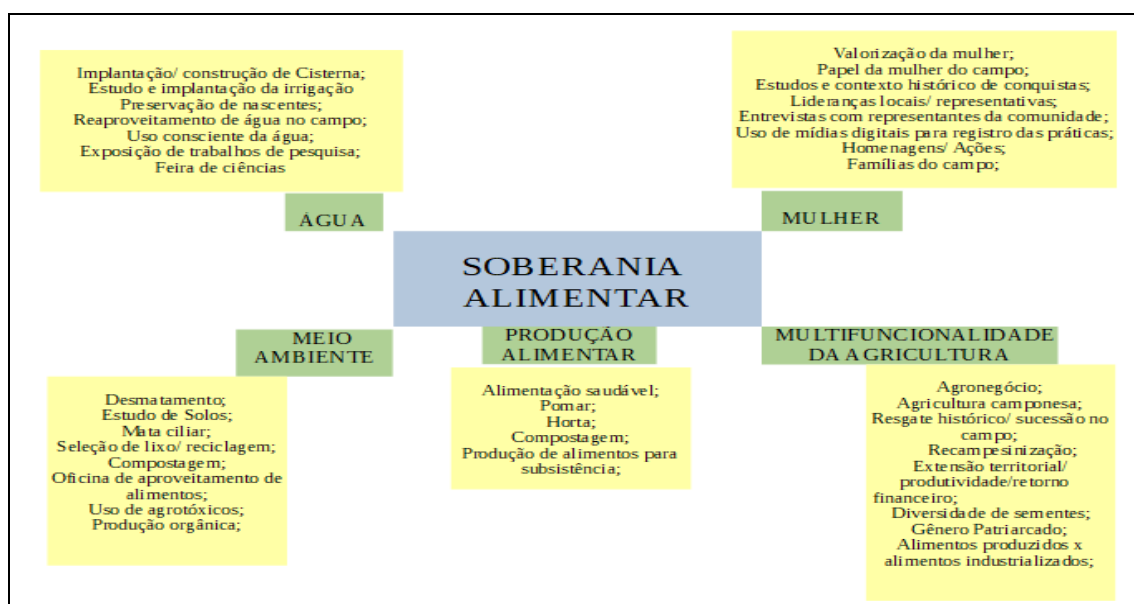 Implantação/ construção de Cisterna;
Estudo e implantação da irrigação
Preservação de nascentes;
Reaproveitamento de água no campo;
Uso consciente da água;
Exposição de trabalhos de pesquisa;
Feira de ciências
ÁGUA
Valorização da mulher;
Papel da mulher do campo;
Estudos e contexto histórico de conquistas;
Lideranças locais/ representativas;
Entrevistas com representantes da comunidade;
Uso de mídias digitais para registro das práticas;
Homenagens/ Ações;
Famílias do campo;
MULHER
SOBERANIA
ALIMENTAR
MEIO
AMBIENTE
Desmatamento;
Estudo de Solos;
Mata ciliar;
Seleção de lixo/ reciclagem;
Compostagem;
Oficina de aproveitamento de
alimentos;
Uso de agrotóxicos;
Produção orgânica;
PRODUÇÃO
ALIMENTAR
Alimentação saudável;
Pomar;
Horta;
Compostagem;
Produção de alimentos para
subsistência;
MULTIFUNCIONALIDADE
DA AGRICULTURA
Agronegócio;
Agricultura camponesa;
Resgate histórico/ sucessão no
campo;
Recampesinização;
Extensão territorial/
produtividade/retorno
financeiro;
Diversidade de sementes;
Gênero Patriarcado;
Alimentos produzidos x
alimentos industrializados;